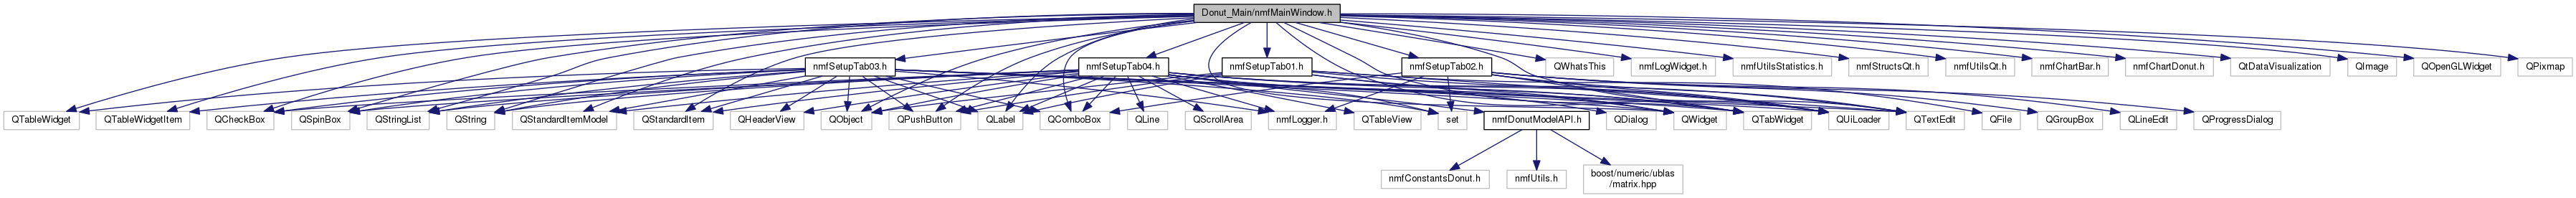 Donut_Main/nmfMainWindow.h
nmfSetupTab03.h
nmfSetupTab04.h
nmfSetupTab01.h
nmfSetupTab02.h
QWhatsThis
nmfLogWidget.h
nmfUtilsStatistics.h
nmfStructsQt.h
nmfUtilsQt.h
nmfChartBar.h
nmfChartDonut.h
QtDataVisualization
QImage
QOpenGLWidget
QPixmap
QTableWidget
QTableWidgetItem
QCheckBox
QSpinBox
QStringList
QString
QStandardItemModel
QStandardItem
QHeaderView
QObject
QPushButton
QLabel
QComboBox
QLine
QScrollArea
nmfLogger.h
QTableView
set
nmfDonutModelAPI.h
QDialog
QWidget
QTabWidget
QUiLoader
QTextEdit
QFile
QGroupBox
QLineEdit
QProgressDialog
nmfConstantsDonut.h
nmfUtils.h
boost/numeric/ublas
/matrix.hpp